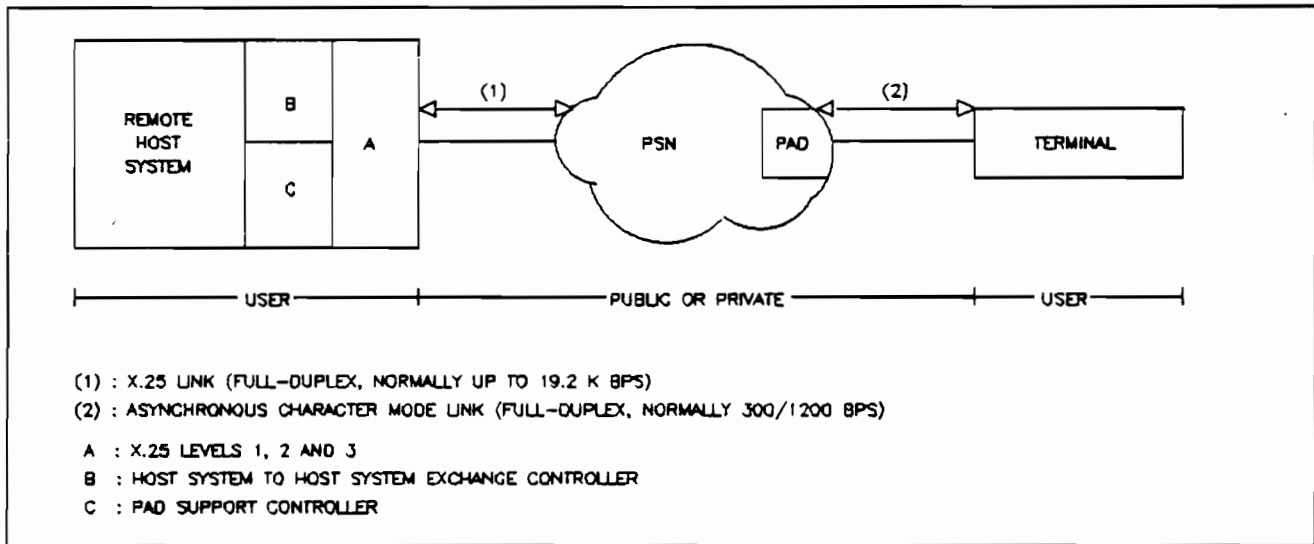 REMOTE
HOST
SYSTEM
B
C
A
(1)
PSN
PAD
(2)
TERMINAL
USER
PUBLIC OR PRIVATE
USER
(1) : X.25 LINK (FULL-DUPLEX, NORMALLY UP TO 19.2 K BPS)
(2) : ASYNCHRONOUS CHARACTER MODE LINK (FULL-DUPLEX, NORMALLY 300/1200 BPS)
A : X.25 LEVELS 1, 2 AND 3
B : HOST SYSTEM TO HOST SYSTEM EXCHANGE CONTROLLER
C : PAD SUPPORT CONTROLLER